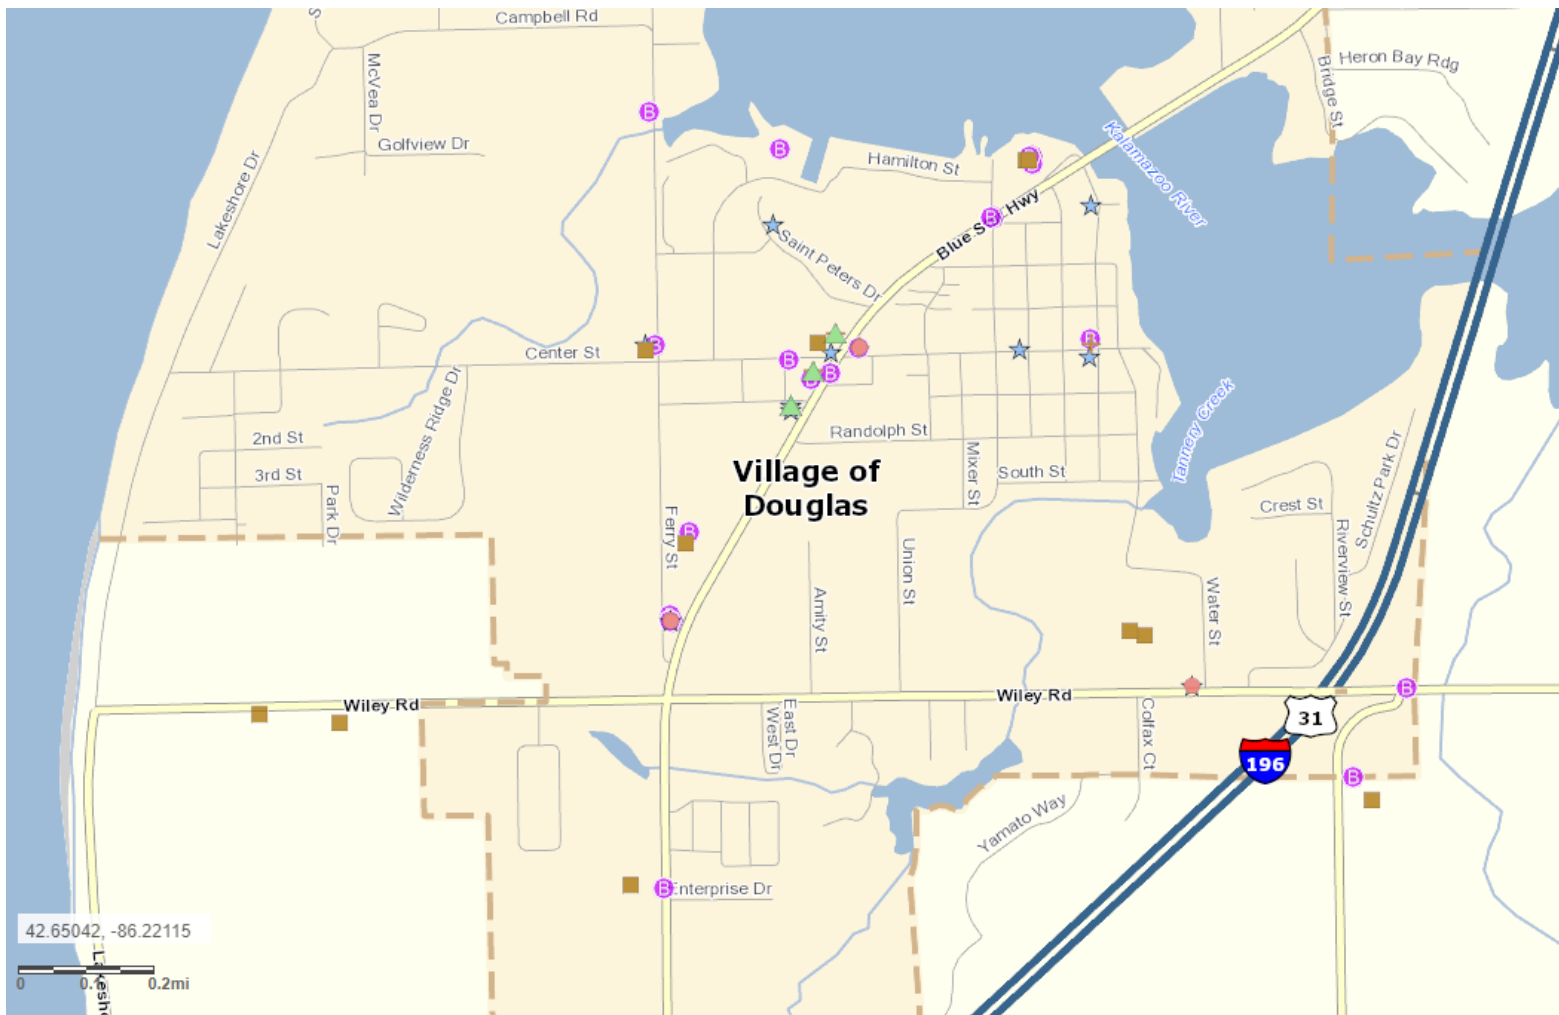 Campbell Rd
S
McVea Dr
Golfview Dr
Lakeshore Dr
Heron Bay Rdg
Bridge St
Kalamazoo River
Hamilton St
Blue S
Hwy
Saint Peters Dr
B
B
B
B
B
B
B
B
B
Center St
Wilderness Ridge Dr
2nd St
3rd St
Park Dr
Randolph St
Mixer St
South St
Tannery Creek
Village of
Douglas
Crest St
Schultz Park Dr
Riverview St
Ferry St
B
Union St
Amity St
Water St
Wiley Rd
Wiley Rd
B
East Dr
West Dr
Colfax Ct
31
196
B
Yamato Way
B
Enterprise Dr
42.65042, -86.22115
0
0.1
0.2mi
Lakesho